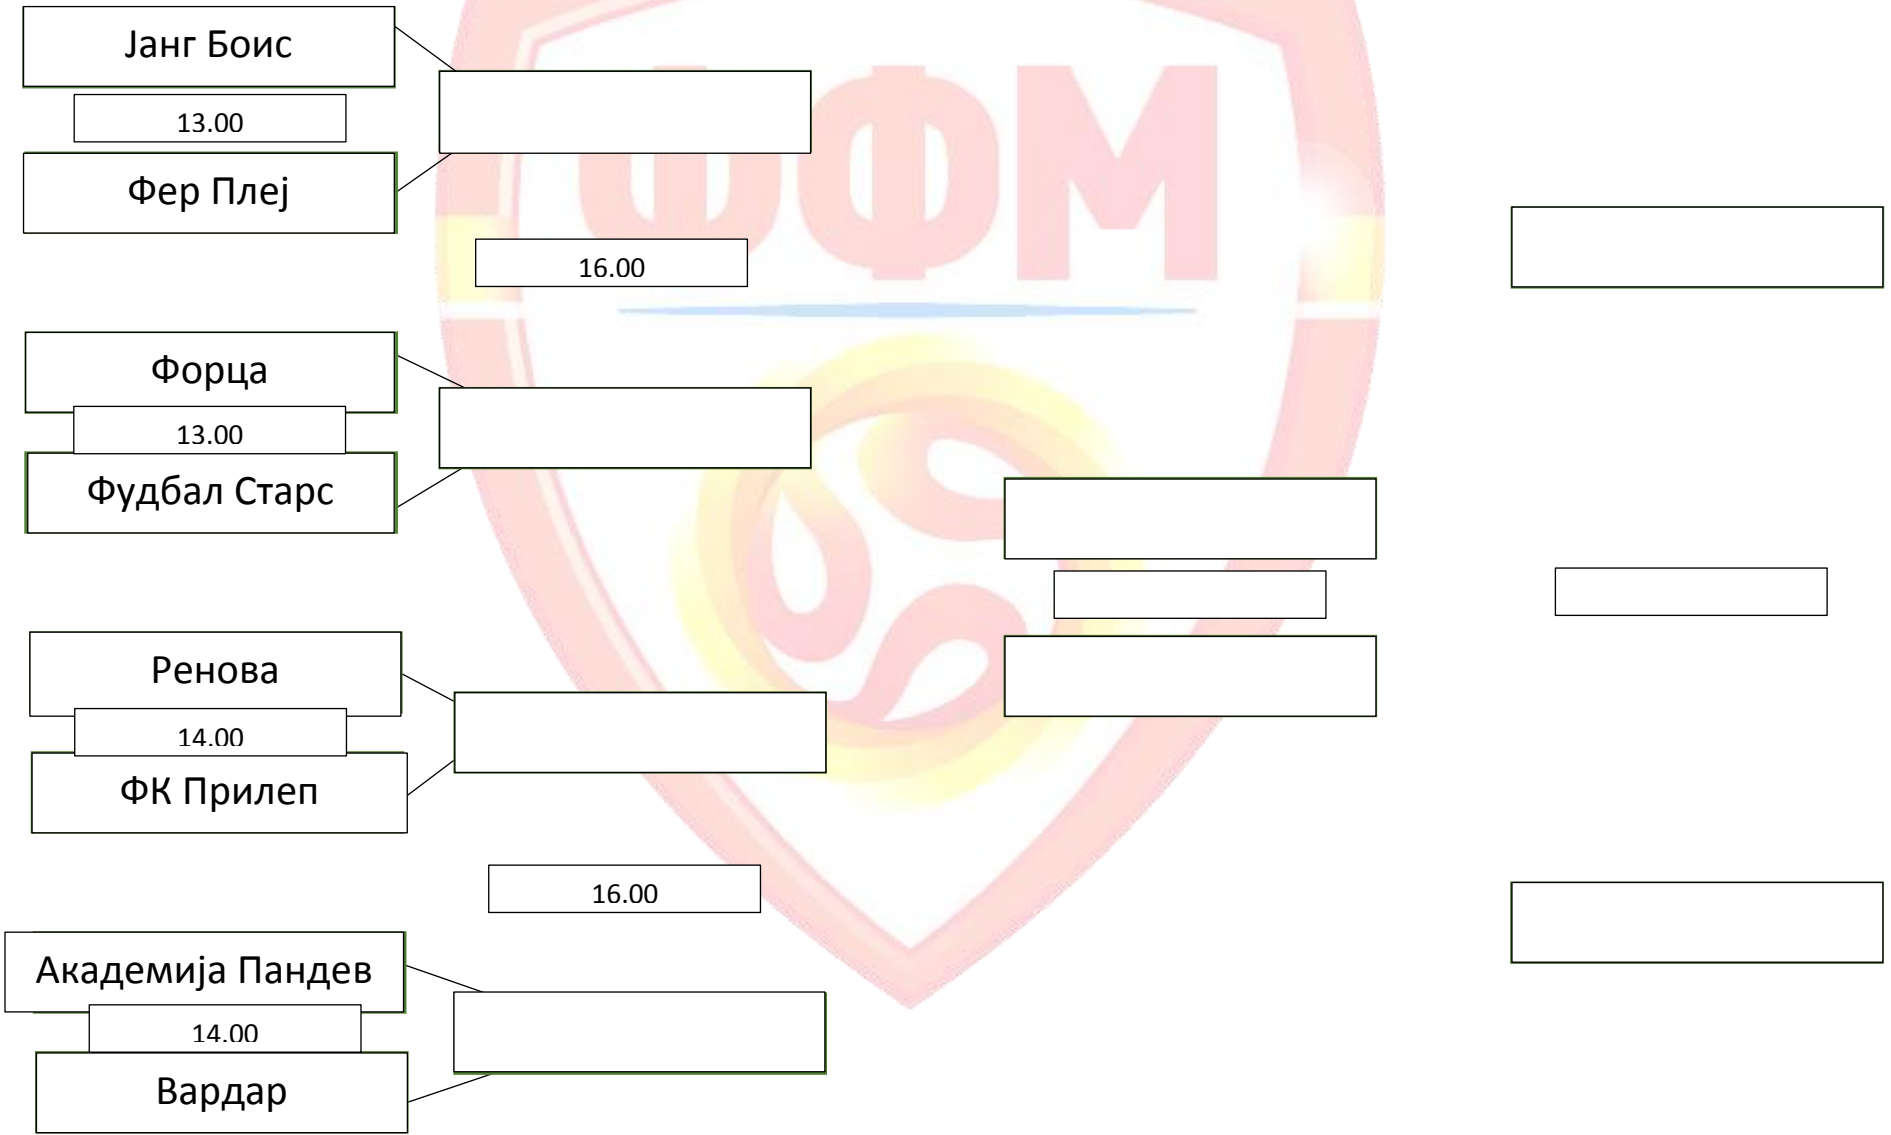 Јанг Боис
13.00
Фер Плеј
16.00
Форца
13.00
Фудбал Старс
Ренова
14.00
ФК Прилеп
16.00
Академија Пандев
14.00
Вардар
ФФМ